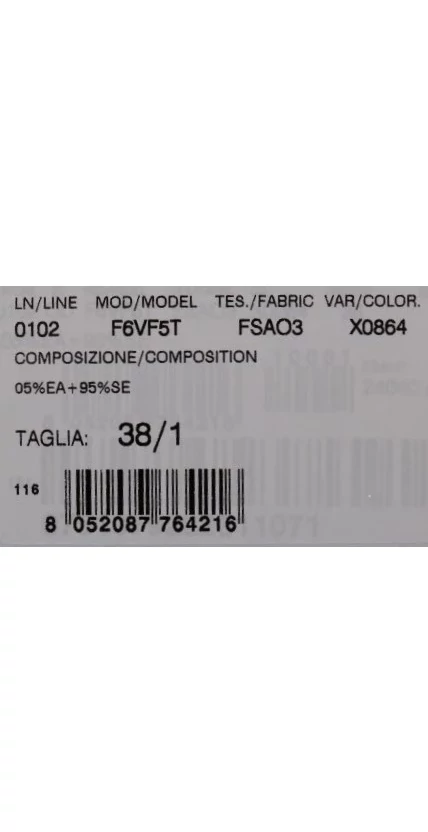 LN/LINE MOD/MODEL TES./FABRIC VAR/COLOR.
0102 F6VF5T FSAO3 X0864
COMPOSIZIONE/COMPOSITION
05%EA+95%SE
TAGLIA: 38/1
116
8 052087 764216